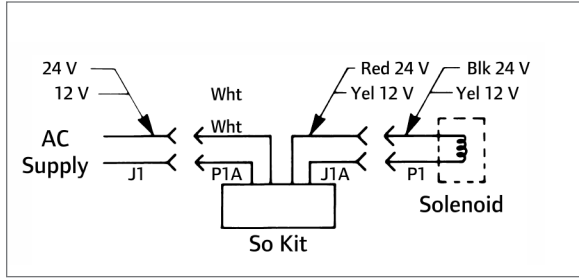 24 V
12 V
Wht
Red 24 V
Yel 12 V
Blk 24 V
Yel 12 V
AC
Supply
Wht
J1
P1A
J1A
P1
Solenoid
So Kit